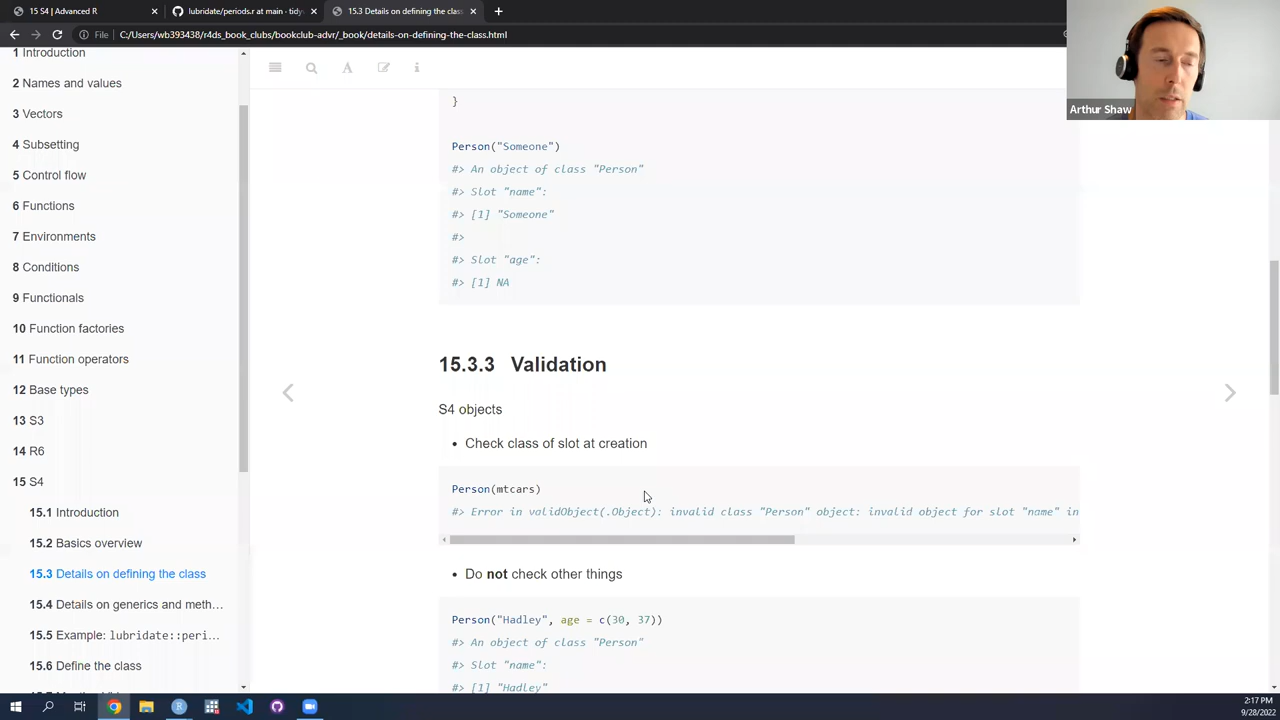 15 S4 | Advanced R
lubridate/periods.r at main · tidy
15.3 Details on defining the class
File
C:/Users/wb393438/r4ds_book_clubs/bookclub-advr/_book/details-on-defining-the-class.html
1 Introduction
2 Names and values
3 Vectors
4 Subsetting
5 Control flow
6 Functions
7 Environments
8 Conditions
9 Functionals
10 Function factories
11 Function operators
12 Base types
13 S3
14 R6
15 S4
15.1 Introduction
15.2 Basics overview
15.3 Details on defining the class
15.4 Details on generics and meth...
15.5 Example: lubridate::peri...
15.6 Define the class
}
Person("Someone")
#> An object of class "Person"
#> Slot "name":
#> [1] "Someone"
#>
#> Slot "age":
#> [1] NA
15.3.3 Validation
S4 objects
• Check class of slot at creation
Person(mtcars)
#> Error in validObject(.Object): invalid class "Person" object: invalid object for slot "name" in
• Do not check other things
Person("Hadley", age = c(30, 37))
#> An object of class "Person"
#> Slot "name":
#> [1] "Hadley"
Arthur Shaw
2:17 PM
9/28/2022